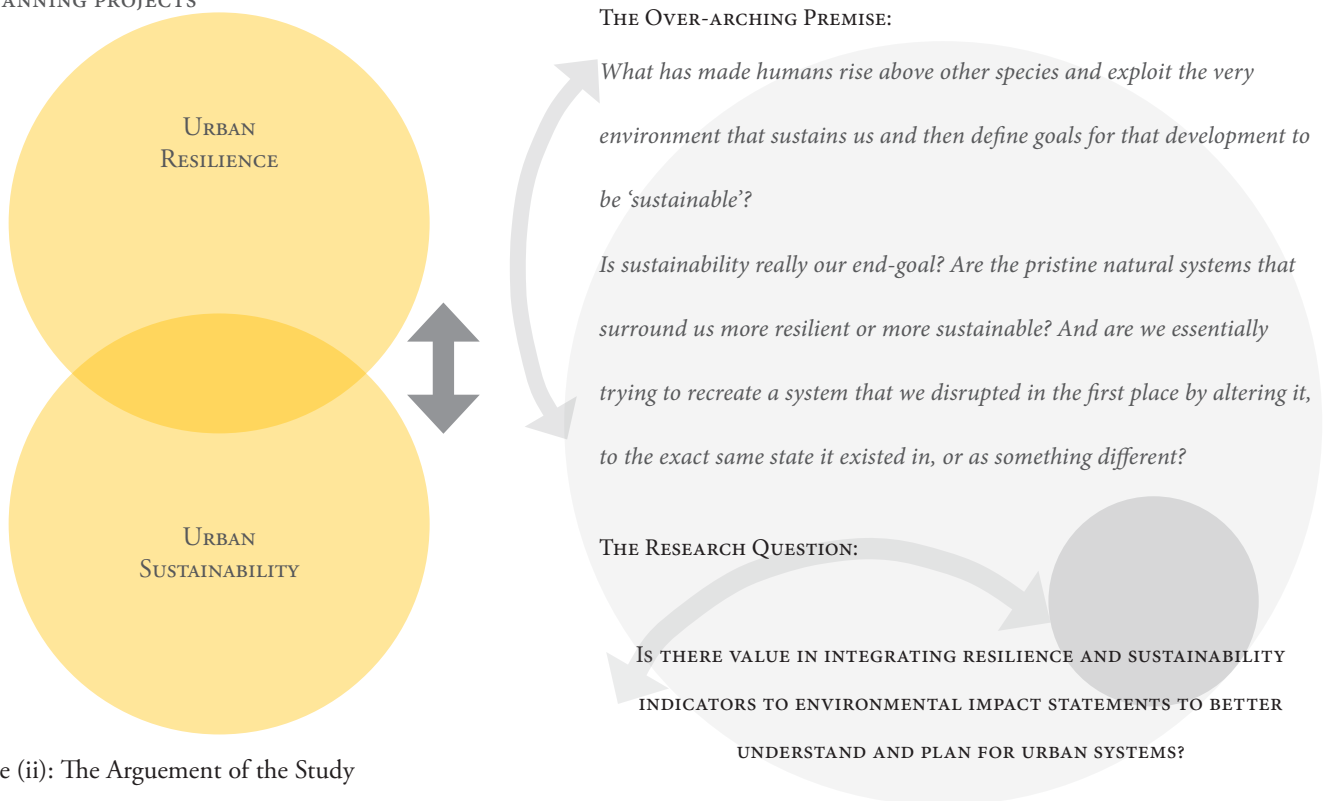 ANNING PROJECTS
URBAN
RESILIENCE
URBAN
SUSTAINABILITY
e (ii): The Arguement of the Study
THE OVER-ARCHING PREMISE:
What has made humans rise above other species and exploit the very
environment that sustains us and then define goals for that development to
be ‘sustainable’?
Is sustainability really our end-goal? Are the pristine natural systems that
surround us more resilient or more sustainable? And are we essentially
trying to recreate a system that we disrupted in the first place by altering it,
to the exact same state it existed in, or as something different?
THE RESEARCH QUESTION:
IS THERE VALUE IN INTEGRATING RESILIENCE AND SUSTAINABILITY
INDICATORS TO ENVIRONMENTAL IMPACT STATEMENTS TO BETTER
UNDERSTAND AND PLAN FOR URBAN SYSTEMS?